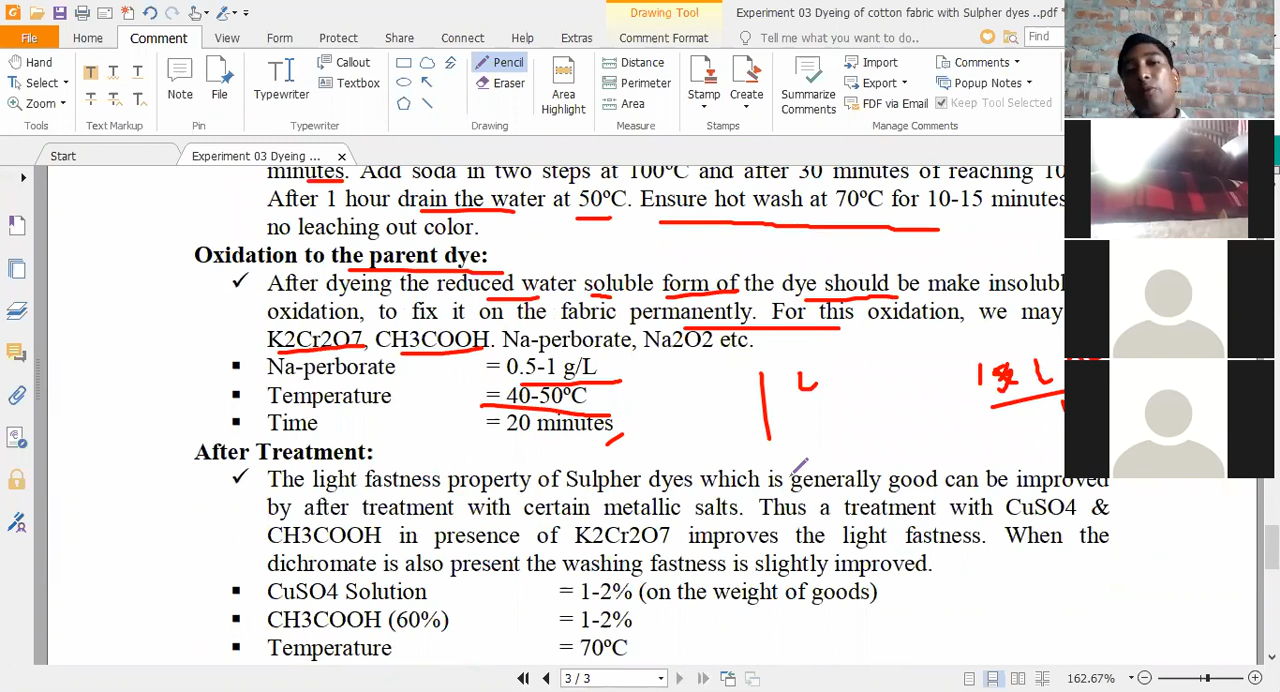 Drawing Tool
Experiment 03 Dyeing of cotton fabric with Sulpher dyes ...pdf *
File Home Comment View Form Protect Share Connect Help Extras Comment Format Tell me what you want to do... Find
Hand
Select
Zoom
Tools
T T T
T T T
Text Markup
Note
File
Pin
Typewriter
Callout
Textbox
Typewriter
Pencil
Eraser
Drawing
Area
Highlight
Distance
Perimeter
Area
Measure
Stamp
Create
Stamps
Summarize
Comments
Import
Export
FDF via Email
Comments
Popup Notes
Keep Tool Selected
Manage Comments
Start
Experiment 03 Dyeing ...
minutes. Add soda in two steps at 100ºC and after 30 minutes of reaching 10
After 1 hour drain the water at 50ºC. Ensure hot wash at 70ºC for 10-15 minutes
no leaching out color.
Oxidation to the parent dye:
✓ After dyeing the reduced water soluble form of the dye should be make insolubl
oxidation, to fix it on the fabric permanently. For this oxidation, we may
K2Cr2O7, CH3COOH. Na-perborate, Na2O2 etc.
▪ Na-perborate = 0.5-1 g/L
▪ Temperature = 40-50ºC
▪ Time = 20 minutes
L
L
After Treatment:
✓ The light fastness property of Sulpher dyes which is generally good can be improved
by after treatment with certain metallic salts. Thus a treatment with CuSO4 &
CH3COOH in presence of K2Cr2O7 improves the light fastness. When the
dichromate is also present the washing fastness is slightly improved.
▪ CuSO4 Solution = 1-2% (on the weight of goods)
▪ CH3COOH (60%) = 1-2%
▪ Temperature = 70ºC
3 / 3
162.67%